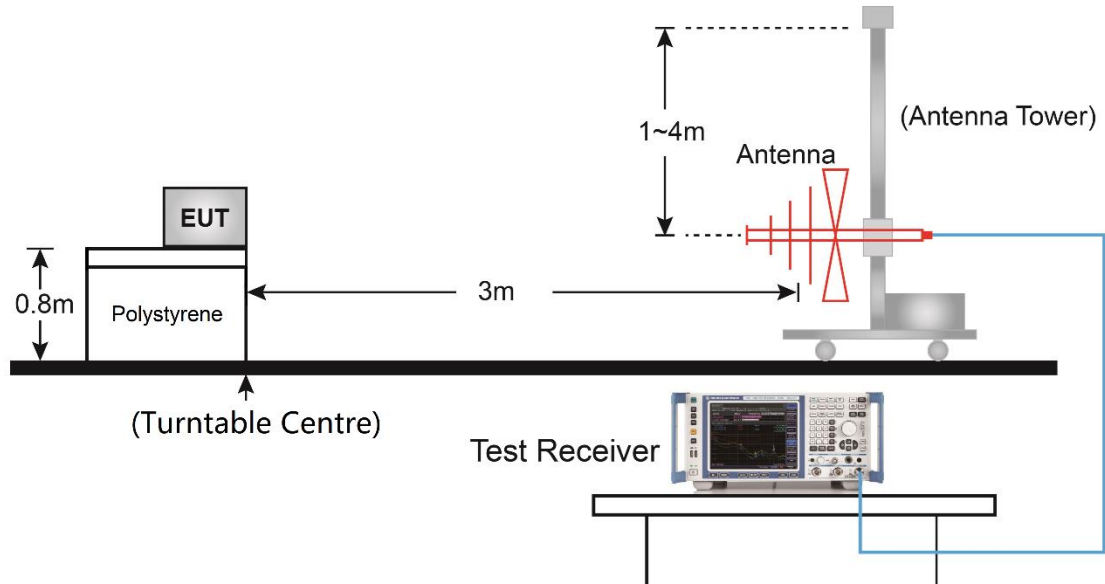 1~4m
(Antenna Tower)
Antenna
EUT
0.8m
Polystyrene
3m
(Turntable Centre)
Test Receiver